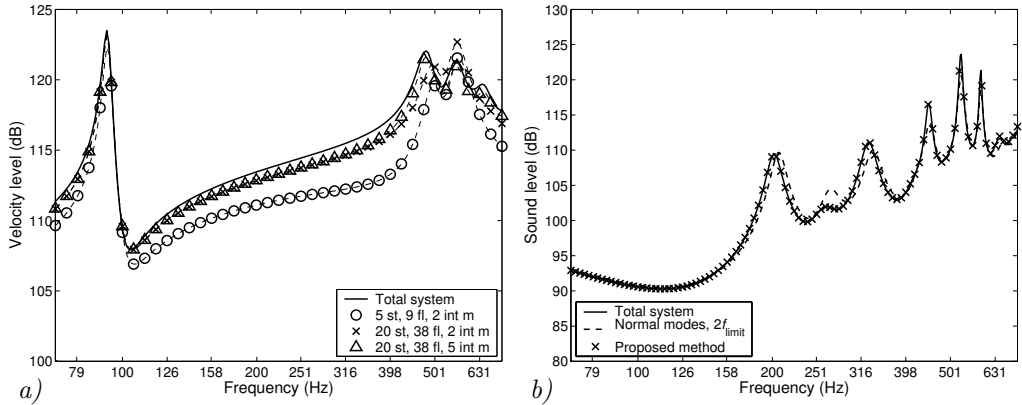 125
120
115
110
105
100
Velocity level (dB)
Total system
5 st, 9 fl, 2 int m
20 st, 38 fl, 2 int m
20 st, 38 fl, 5 int m
79 100 126 158 200 251 316 398 501 631
Frequency (Hz)
a)
130
125
120
115
110
105
100
95
90
85
80
Sound level (dB)
Total system
Normal modes, 2f_limit
Proposed method
79 100 126 158 200 251 316 398 501 631
Frequency (Hz)
b)